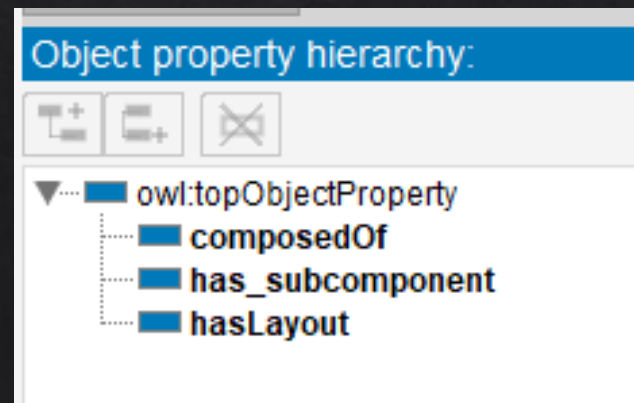 Object property hierarchy:
owl:topObjectProperty
composedOf
has_subcomponent
hasLayout